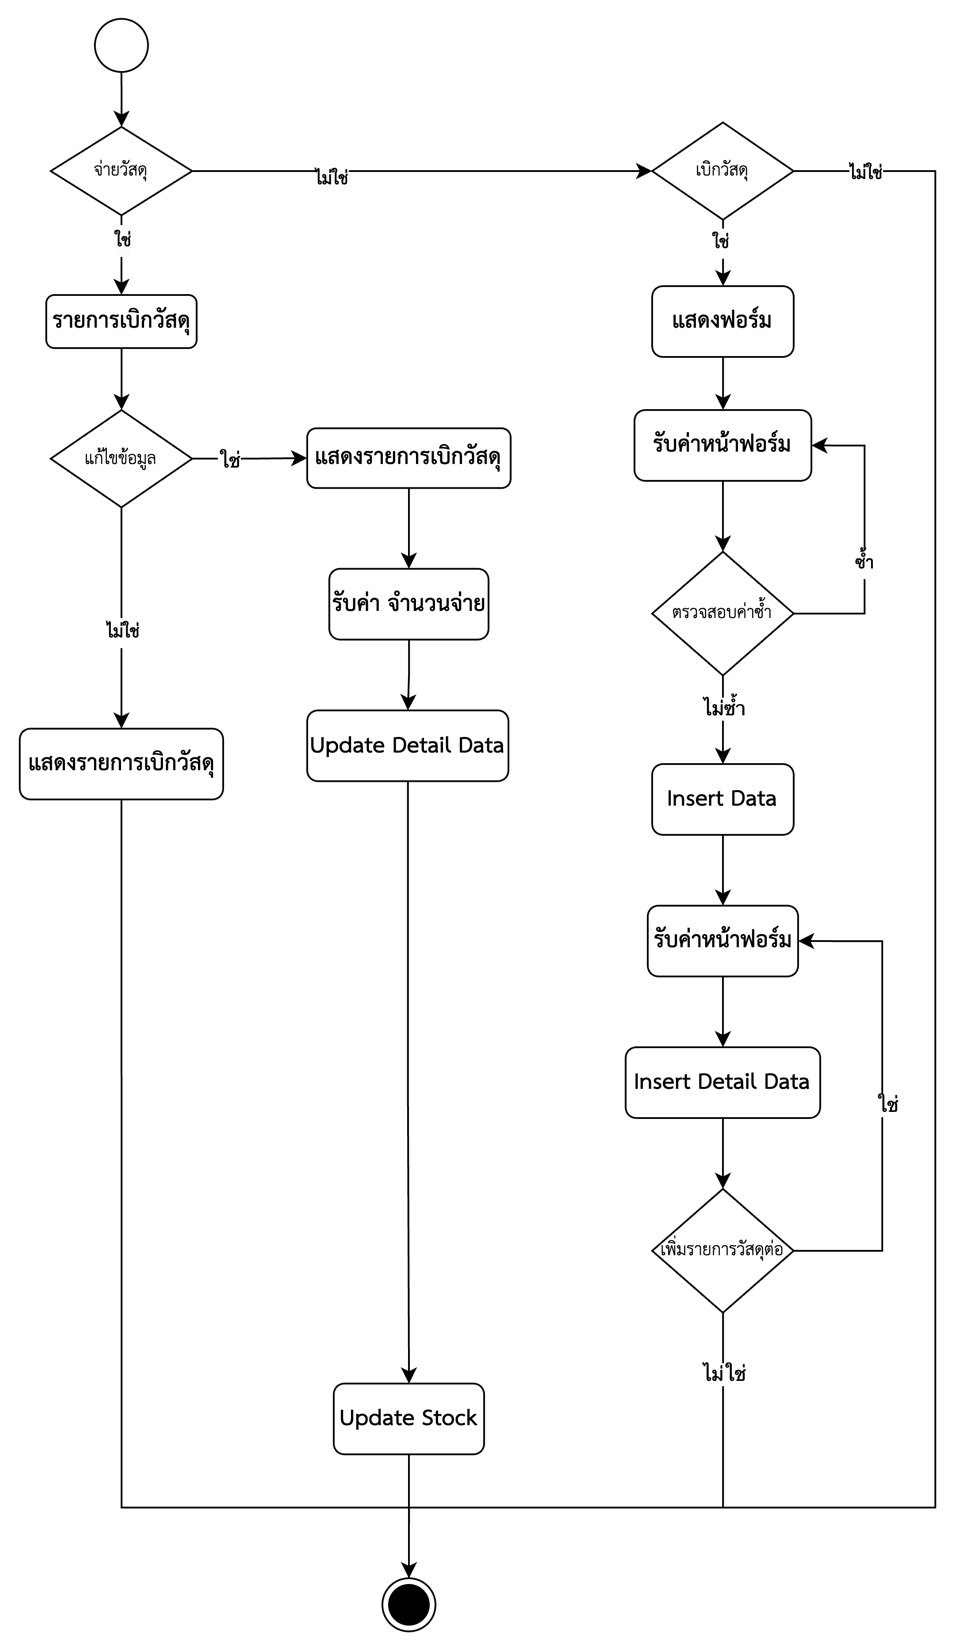 จ่ายวัสดุ
ไม่ใช่
เบิกวัสดุ
ไม่ใช่
ใช่
ใช่
รายการเบิกวัสดุ
แสดงฟอร์ม
แก้ไขข้อมูล
ใช่
แสดงรายการเบิกวัสดุ
รับค่าหน้าฟอร์ม
ซ้ำ
รับค่า จำนวนจ่าย
ตรวจสอบค่าซ้ำ
ไม่ใช่
ไม่ซ้ำ
แสดงรายการเบิกวัสดุ
Update Detail Data
Insert Data
รับค่าหน้าฟอร์ม
Insert Detail Data
ใช่
เพิ่มรายการวัสดุต่อ
ไม่ใช่
Update Stock